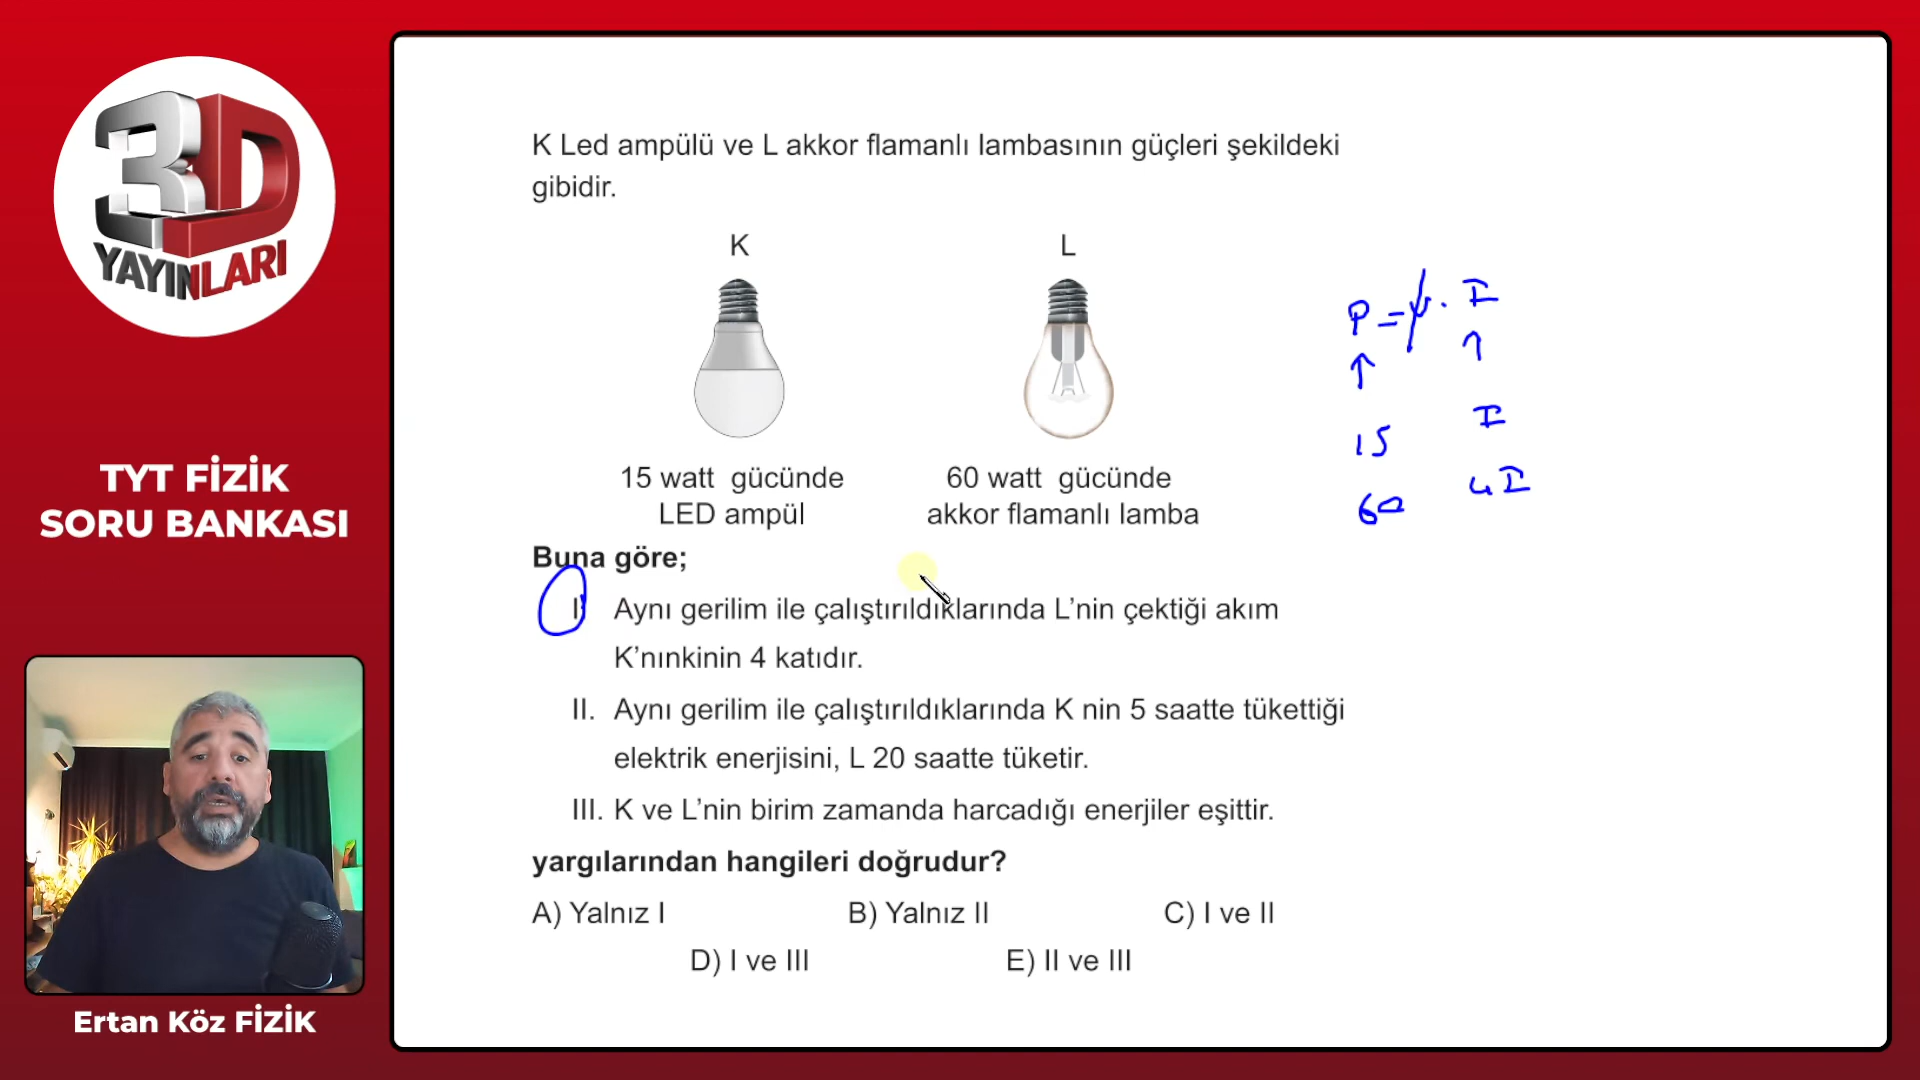 3D
YAYINLARI
TYT FİZİK
SORU BANKASI
Ertan Köz FİZİK
K Led ampülü ve L akkor flamanlı lambasının güçleri şekildeki
gibidir.
K L
15 watt gücünde
LED ampül
60 watt gücünde
akkor flamanlı lamba
P = V . I
↑ ↑
15 I
60 4I
Buna göre;
I. Aynı gerilim ile çalıştırıldıklarında L’nin çektiği akım
K’nınkinin 4 katıdır.
II. Aynı gerilim ile çalıştırıldıklarında K nin 5 saatte tükettiği
elektrik enerjisini, L 20 saatte tüketir.
III. K ve L’nin birim zamanda harcadığı enerjiler eşittir.
yargılarından hangileri doğrudur?
A) Yalnız I B) Yalnız II C) I ve II
D) I ve III E) II ve III